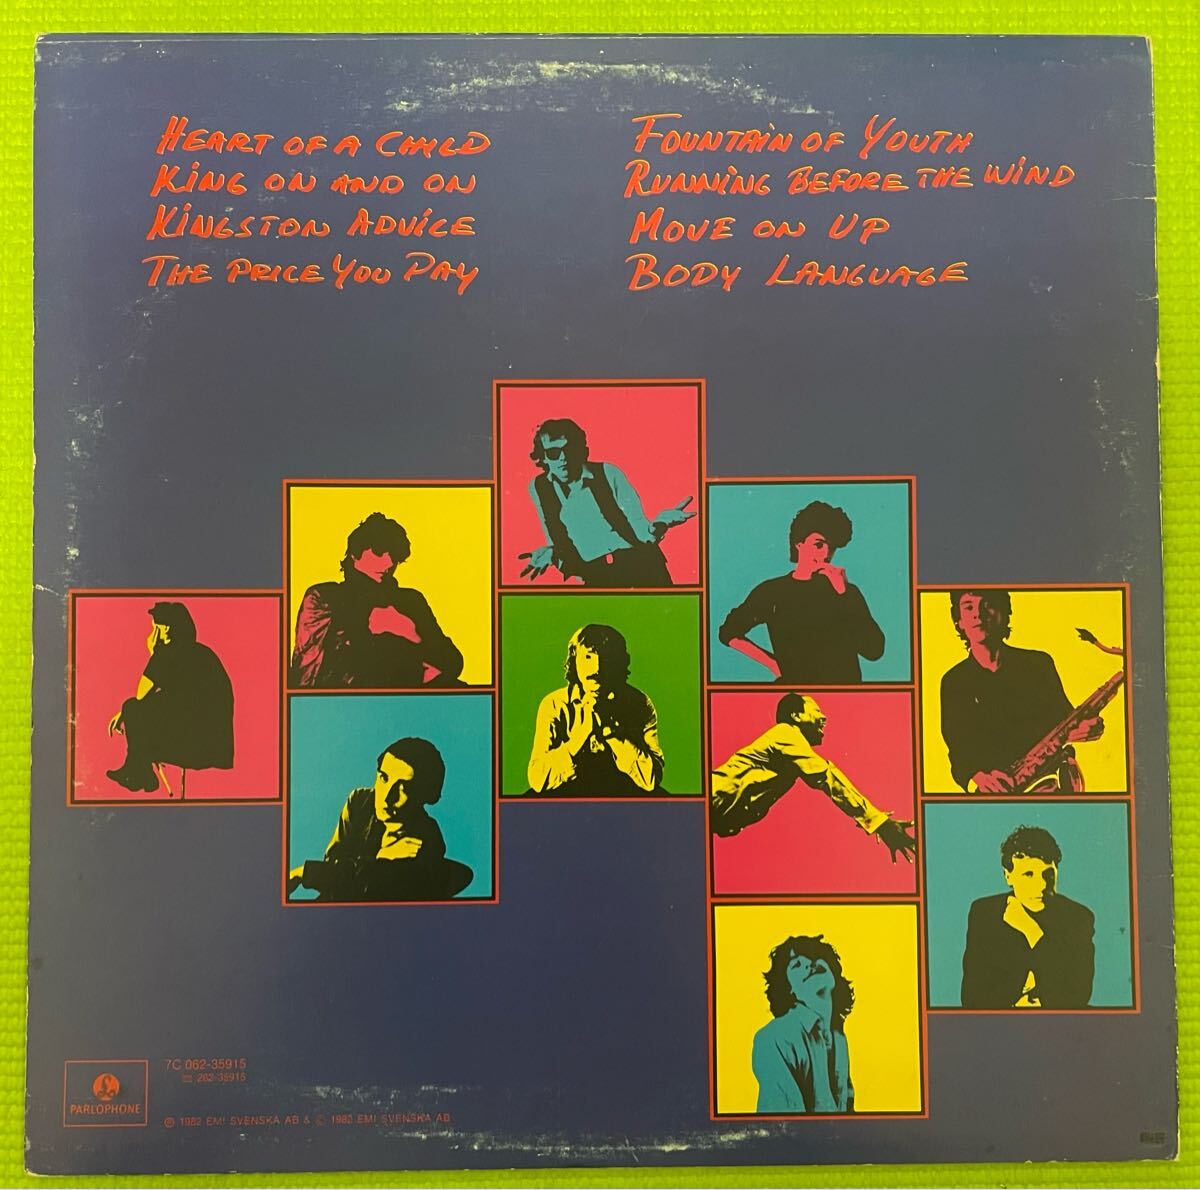 HEART OF A CHILD
KING ON AND ON
KINGSTON ADVICE
THE PRICE YOU PAY
FOUNTAIN OF YOUTH
RUNNING BEFORE THE WIND
MOVE ON UP
BODY LANGUAGE
7C 062-35915
262-35915
PARLOPHONE
℗ 1982 EMI SVENSKA AB & © 1982 EMI SVENSKA AB